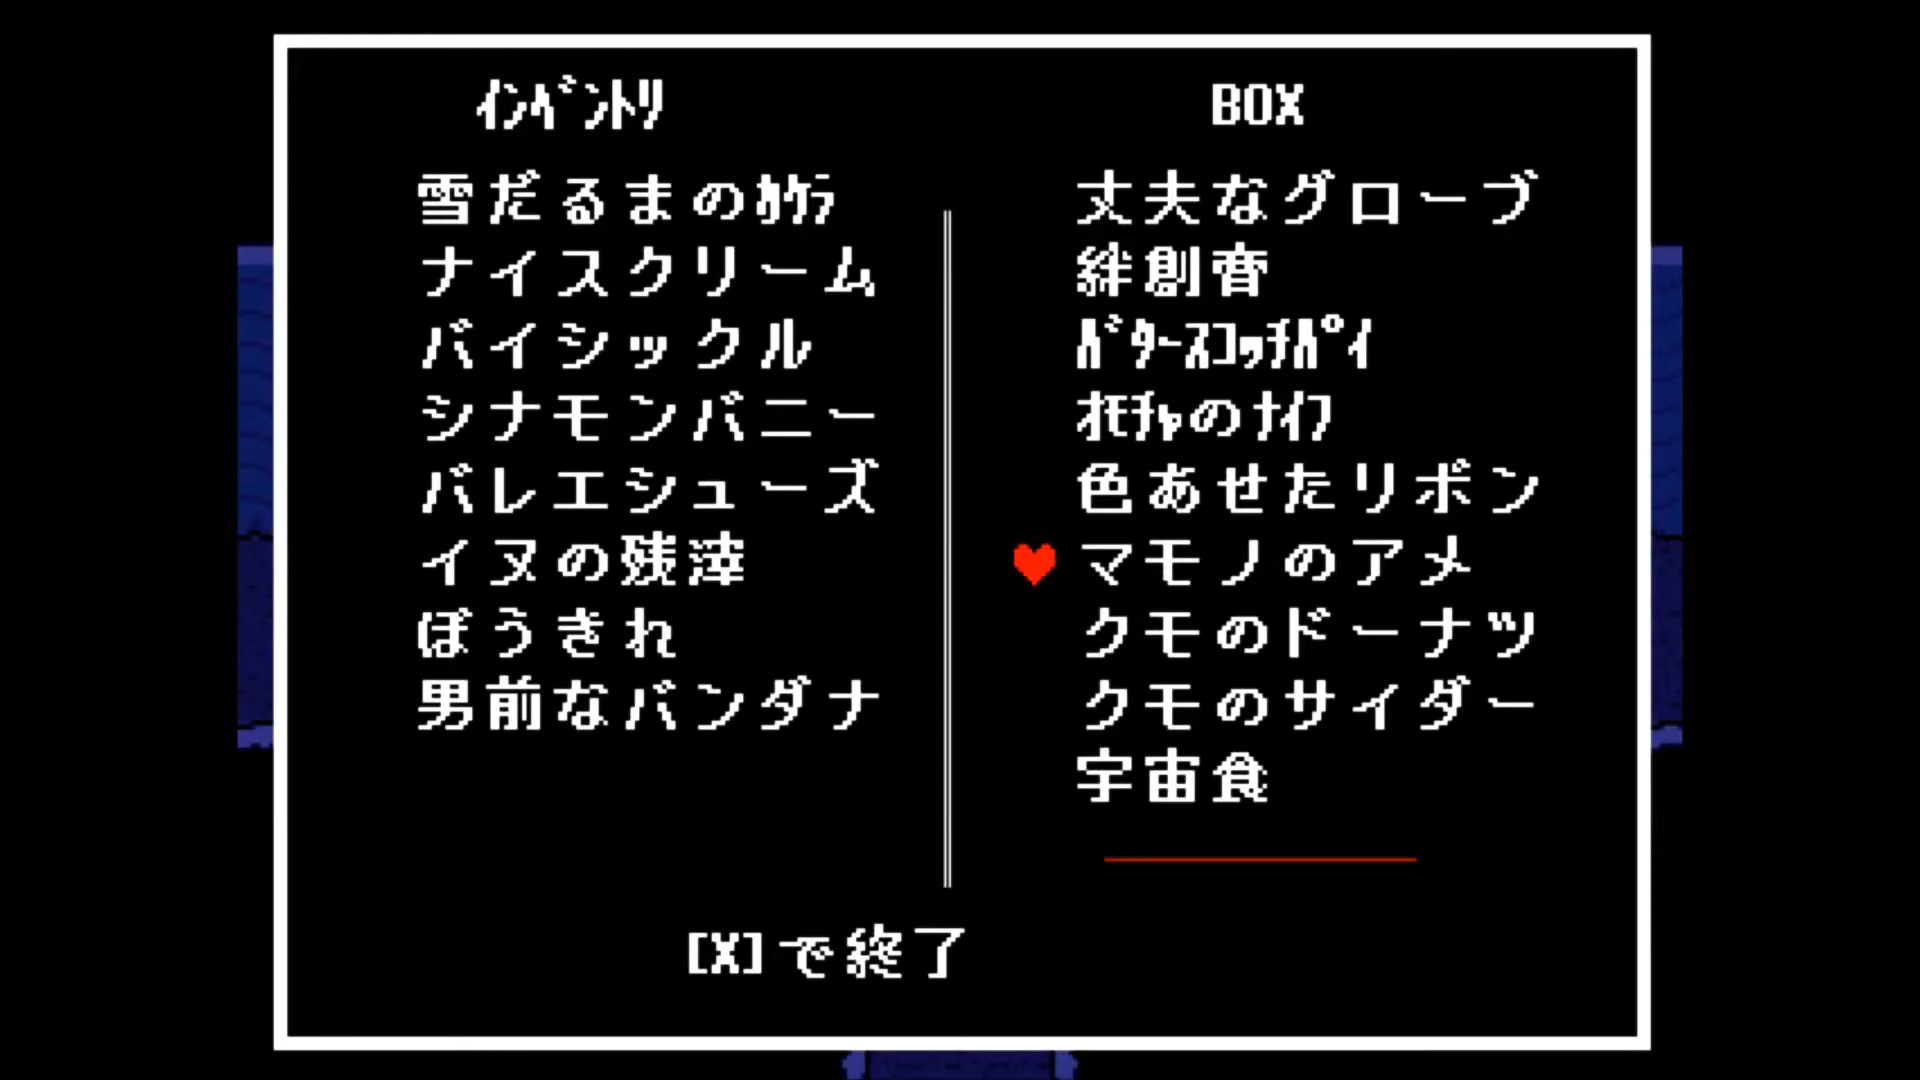 ｲﾝﾍﾞﾝﾄﾘ
雪だるまのｶｹﾗ
ナイスクリーム
バイシックル
シナモンバニー
バレエシューズ
イヌの残滓
ぼうきれ
男前なバンダナ
BOX
丈夫なグローブ
絆創膏
ﾊﾞﾀｰｽｺｯﾁﾊﾟｲ
ｵﾓﾁｬのﾅｲﾌ
色あせたリボン
マモノのアメ
クモのドーナツ
クモのサイダー
宇宙食
[X]で終了